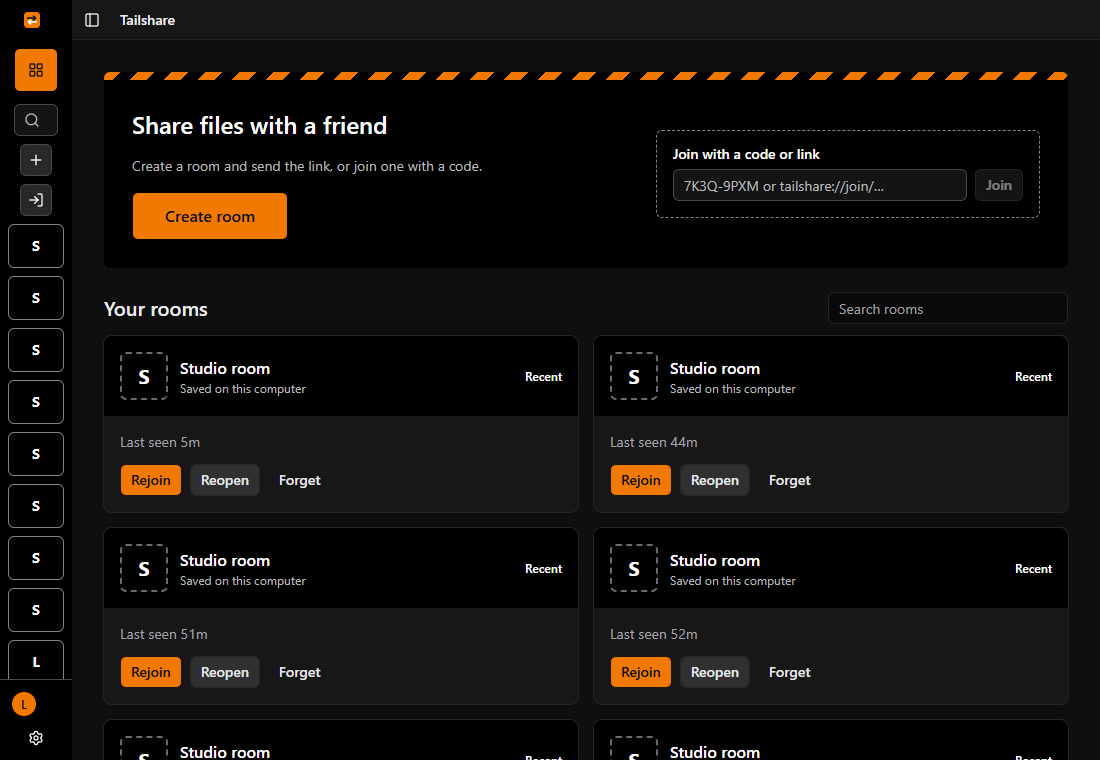 Tailshare
Share files with a friend
Create a room and send the link, or join one with a code.
Create room
Join with a code or link
7K3Q-9PXM or tailshare://join/...
Join
S
S
S
S
S
S
S
S
L
L
Your rooms
Search rooms
S
Studio room
Saved on this computer
Recent
Last seen 5m
Rejoin
Reopen
Forget
S
Studio room
Saved on this computer
Recent
Last seen 44m
Rejoin
Reopen
Forget
S
Studio room
Saved on this computer
Recent
Last seen 51m
Rejoin
Reopen
Forget
S
Studio room
Saved on this computer
Recent
Last seen 52m
Rejoin
Reopen
Forget
S
Studio room
Recent
S
Studio room
Recent